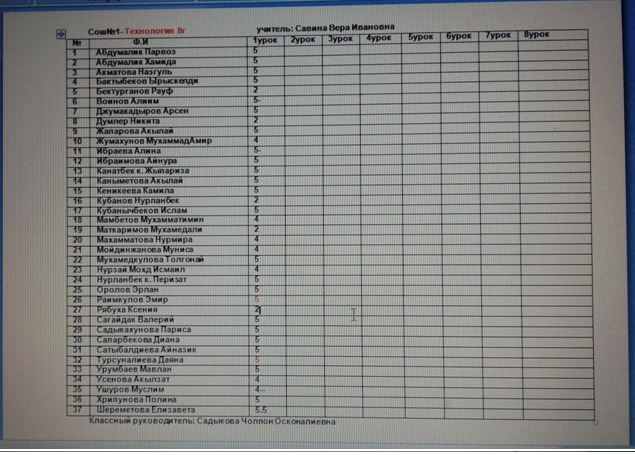 Сош№1- Технология 8г учитель: Савина Вера Ивановна
№ Ф.И 1урок 2урок 3урок 4урок 5урок 6урок 7урок 8урок
1 Абдумалик Парвоз 5
2 Абдумалик Хамида 5
3 Акматова Назгуль 5
4 Бактыбеков Ырыскелди 5
5 Бектурганов Рауф 2
6 Воинов Алиим 5-
7 Джумакадыров Арсен 5
8 Думлер Никита 2
9 Жапарова Акылай 5
10 Жумахунов МухаммадАмир 4
11 Ибраева Алина 5-
12 Ибраимова Айнура 5
13 Канатбек к. Жыпариза 5
14 Каныметова Акылай 5
15 Кеникеева Камила 5
16 Кубанов Нурланбек 2
17 Кубанычбеков Ислам 5
18 Мамбетов Мухамматимин 4
19 Маткаримов Мухамедали 2
20 Махамматова Нурмира 4
21 Мойдинжанова Муниса 4
22 Мухамедкулова Толгонай 5
23 Нурзай Мохд Исмаил 4
24 Нурланбек к. Перизат 5
25 Оролов Эрлан 5
26 Раимкулов Эмир 5
27 Рябуха Ксения 2
28 Сагайдак Валерий 5
29 Садыкахунова Париса 5
30 Сапарбекова Диана 5
31 Сатыбалдиева Айназик 5
32 Турсуналиева Даяна 5
33 Урумбаев Мавлан 5
34 Усенова Акылзат 4
35 Ушуров Муслим 4--
36 Хрипунова Полина 5
37 Шереметова Елизавета 5.5
Классный руководитель: Садыкова Чолпон Осконалиевна